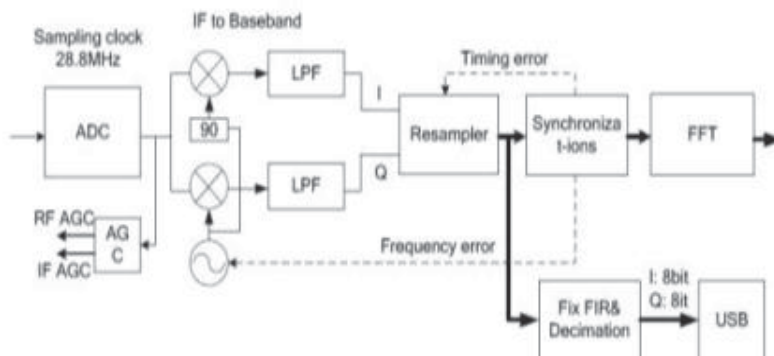 IF to Baseband
Sampling clock
28.8MHz
Timing error
LPF
I
ADC
90
Resampler
Synchroniza
t-ions
FFT
LPF
Q
RF AGC
AG
C
IF AGC
Frequency error
I: 8bit
Q: 8it
Fix FIR&
Decimation
USB